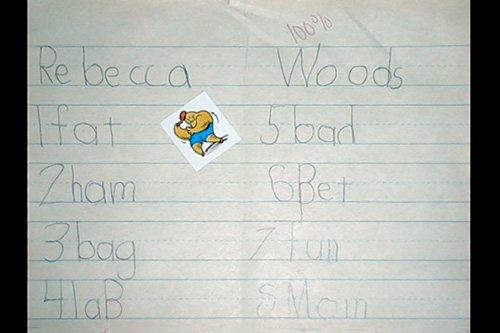 100%
Rebecca Woods
1 fat 5 bad
2 ham 6 Bet
3 bag 7 fun
4 laB 8 Mom